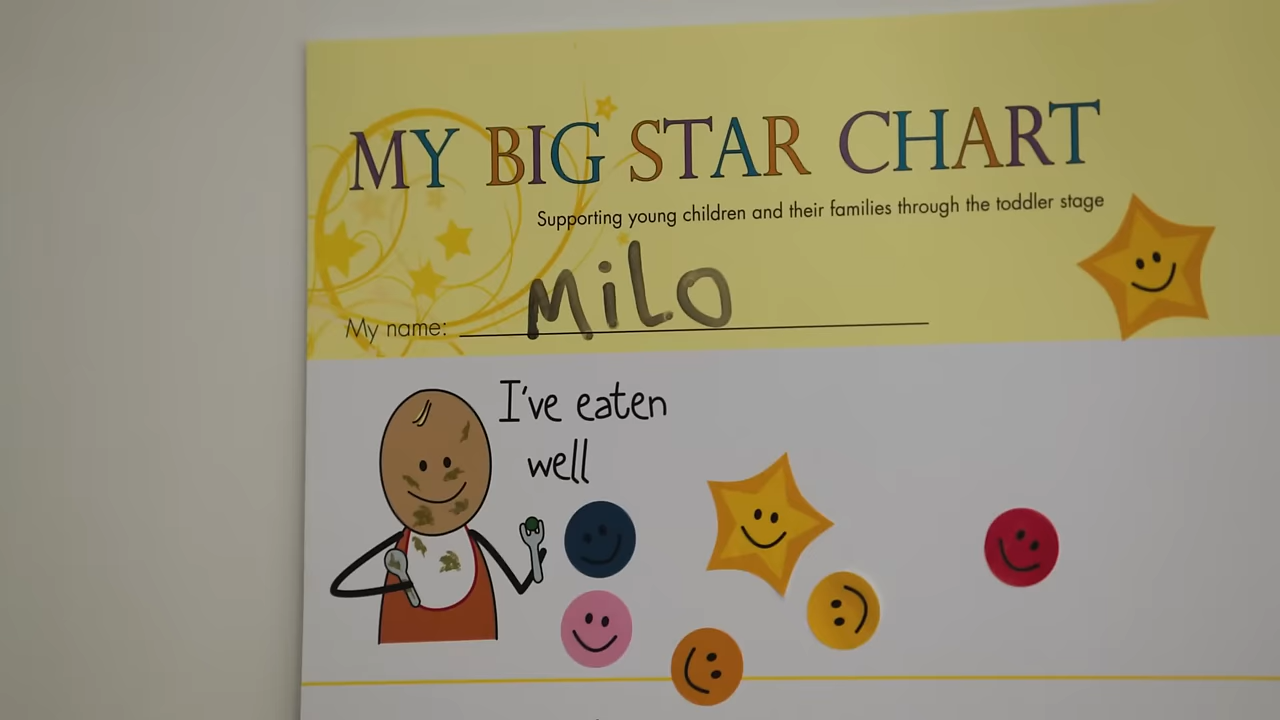 MY BIG STAR CHART
Supporting young children and their families through the toddler stage
My name: Milo
I've eaten
well